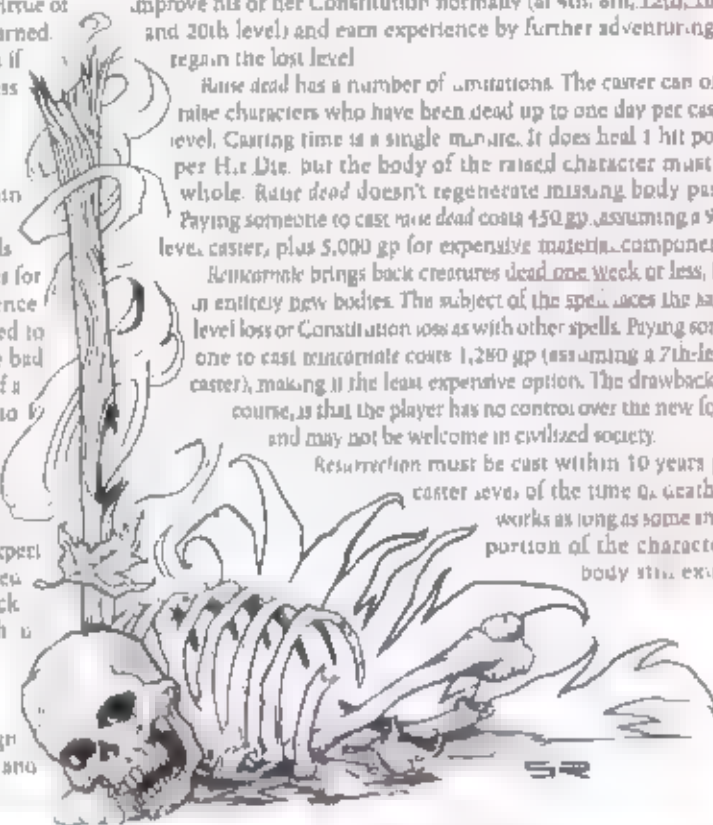 irtue of
arned.
if
ss
ls
s for
ence
ed to
bad
f a
so
xpert
ck
gn
and
improve his or her Constitution normally (at 4th, 8th, 12th,
and 20th level) and earn experience by further adventuring
regain the lost level
Raise dead has a number of limitations. The caster can o
raise characters who have been dead up to one day per cas
level. Casting time is a single minute. It does heal 1 hit po
per Hit Die, but the body of the raised character must
whole. Raise dead doesn't regenerate missing body pa
Paying someone to cast raise dead costs 450 gp, assuming a 9
level caster, plus 5,000 gp for expensive material componen
Reincarnate brings back creatures dead one week or less,
in entirely new bodies. The subject of the spell faces the sa
level loss or Constitution loss as with other spells. Paying som
one to cast reincarnate costs 1,280 gp (assuming a 7th-le
caster), making it the least expensive option. The drawback
course, is that the player has no control over the new fo
and may not be welcome in civilized society.
Resurrection must be cast within 10 years
caster level of the time of death
works as long as some
portion of the characte
body still ex
SR